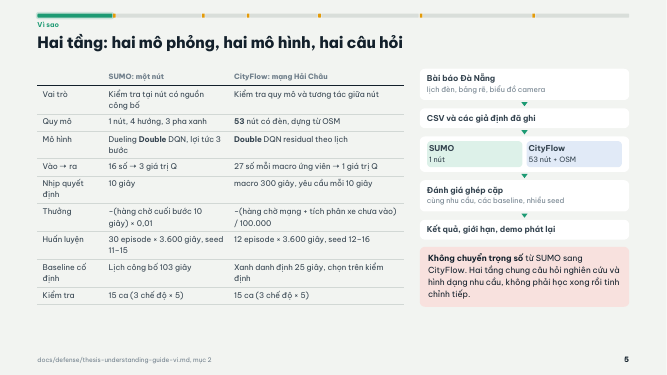 Vì sao
Hai tầng: hai mô phỏng, hai mô hình, hai câu hỏi
SUMO: một nút
CityFlow: mạng Hải Châu
Vai trò
Kiểm tra tại nút có nguồn
công bố
Kiểm tra quy mô và tương tác giữa nút
Quy mô
1 nút, 4 hướng, 3 pha xanh
53 nút có đèn, dựng từ OSM
Mô hình
Dueling Double DQN, lợi tức 3
bước
Double DQN residual theo lịch
Vào → ra
16 số → 3 giá trị Q
27 số mỗi macro ứng viên → 1 giá trị Q
Nhịp quyết
định
10 giây
macro 300 giây, yêu cầu mỗi 10 giây
Thưởng
−(hàng chờ cuối bước 10
giây) × 0,01
−(hàng chờ mạng + tích phân xe chưa vào)
/ 100.000
Huấn luyện
30 episode × 3.600 giây, seed
11–15
12 episode × 3.600 giây, seed 12–16
Baseline cố
định
Lịch công bố 103 giây
Xanh danh định 25 giây, chọn trên kiểm
định
Kiểm tra
15 ca (3 chế độ × 5)
15 ca (3 chế độ × 5)
Bài báo Đà Nẵng
lịch đèn, bảng rẽ, biểu đồ camera
CSV và các giả định đã ghi
SUMO
1 nút
CityFlow
53 nút + OSM
Đánh giá ghép cặp
cùng nhu cầu, các baseline, nhiều seed
Kết quả, giới hạn, demo phát lại
Không chuyển trọng số từ SUMO sang
CityFlow. Hai tầng chung câu hỏi nghiên cứu và
hình dạng nhu cầu, không phải học xong rồi tinh
chỉnh tiếp.
docs/defense/thesis-understanding-guide-vi.md, mục 2
5